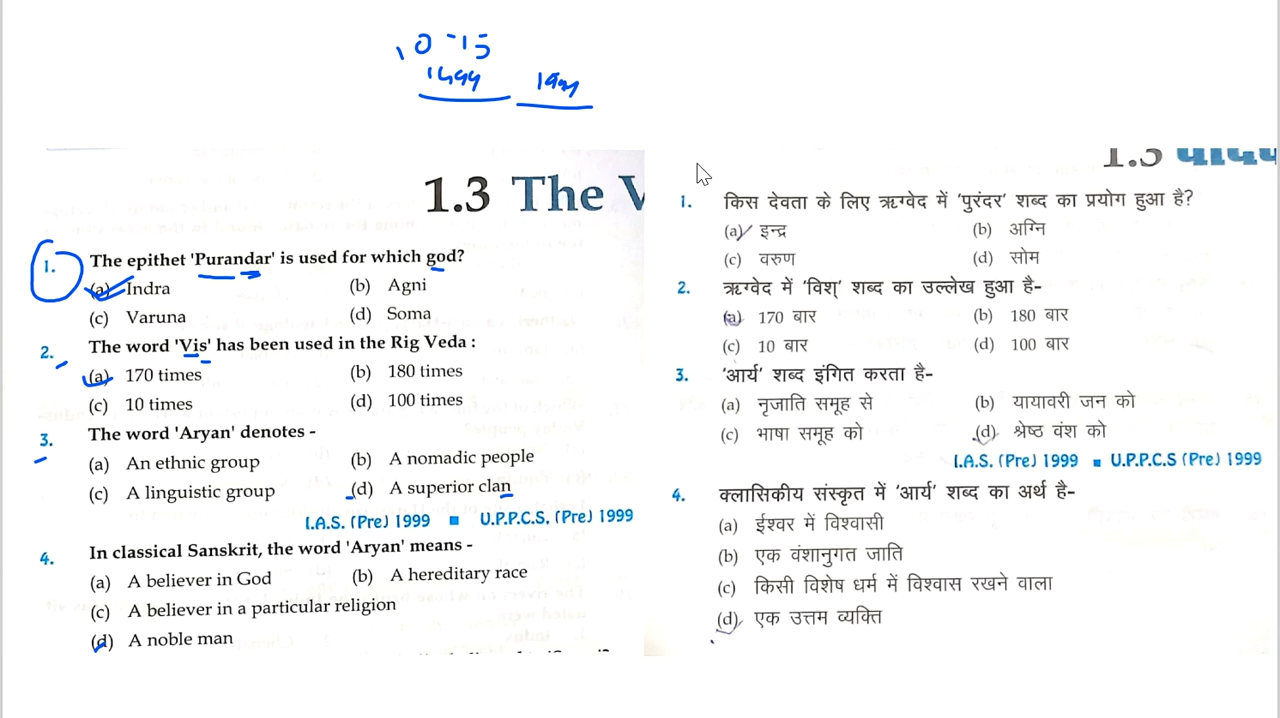 10-15
1.3 The V
1. The epithet 'Purandar' is used for which god?
(a) Indra (b) Agni
(c) Varuna (d) Soma
2. The word 'Vis' has been used in the Rig Veda :
(a) 170 times (b) 180 times
(c) 10 times (d) 100 times
3. The word 'Aryan' denotes -
(a) An ethnic group (b) A nomadic people
(c) A linguistic group (d) A superior clan
I.A.S. (Pre) 1999 ■ U.P.P.C.S. (Pre) 1999
4. In classical Sanskrit, the word 'Aryan' means -
(a) A believer in God (b) A hereditary race
(c) A believer in a particular religion
(d) A noble man
1. किस देवता के लिए ऋग्वेद में 'पुरंदर' शब्द का प्रयोग हुआ है?
(a) इन्द्र (b) अग्नि
(c) वरुण (d) सोम
2. ऋग्वेद में 'विश्' शब्द का उल्लेख हुआ है-
(a) 170 बार (b) 180 बार
(c) 10 बार (d) 100 बार
3. 'आर्य' शब्द इंगित करता है-
(a) नृजाति समूह से (b) यायावरी जन को
(c) भाषा समूह को (d) श्रेष्ठ वंश को
I.A.S. (Pre) 1999 ■ U.P.P.C.S (Pre) 1999
4. क्लासिकीय संस्कृत में 'आर्य' शब्द का अर्थ है-
(a) ईश्वर में विश्वासी
(b) एक वंशानुगत जाति
(c) किसी विशेष धर्म में विश्वास रखने वाला
(d) एक उत्तम व्यक्ति